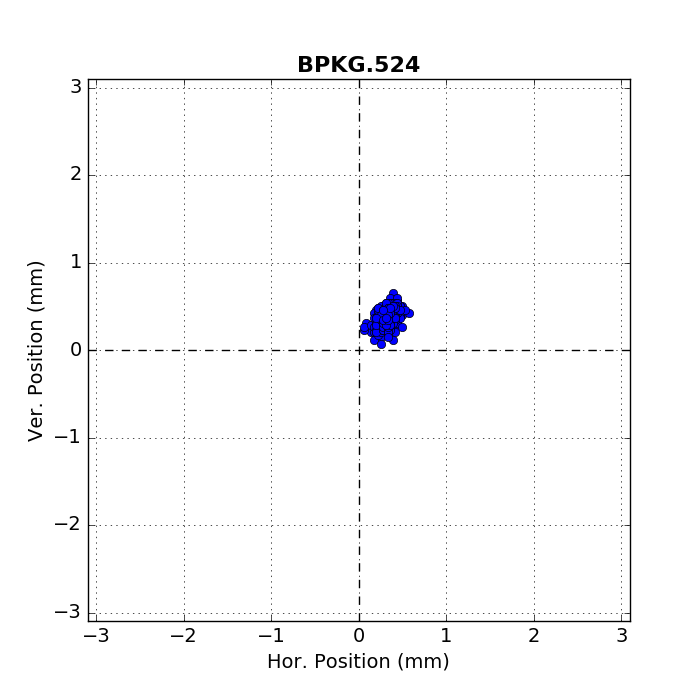 BPKG.524
3
2
1
0
−1
−2
−3
Ver. Position (mm)
−3 −2 −1 0 1 2 3
Hor. Position (mm)